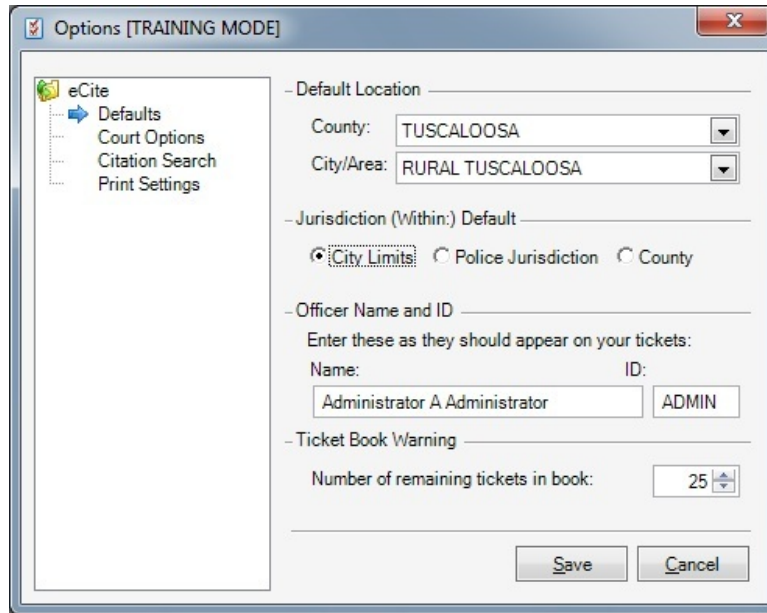 Options [TRAINING MODE]
eCite
Defaults
Court Options
Citation Search
Print Settings
Default Location
County: TUSCALOOSA
City/Area: RURAL TUSCALOOSA
Jurisdiction (Within:) Default
City Limits Police Jurisdiction County
Officer Name and ID
Enter these as they should appear on your tickets:
Name: ID:
Administrator A Administrator ADMIN
Ticket Book Warning
Number of remaining tickets in book: 25
Save Cancel